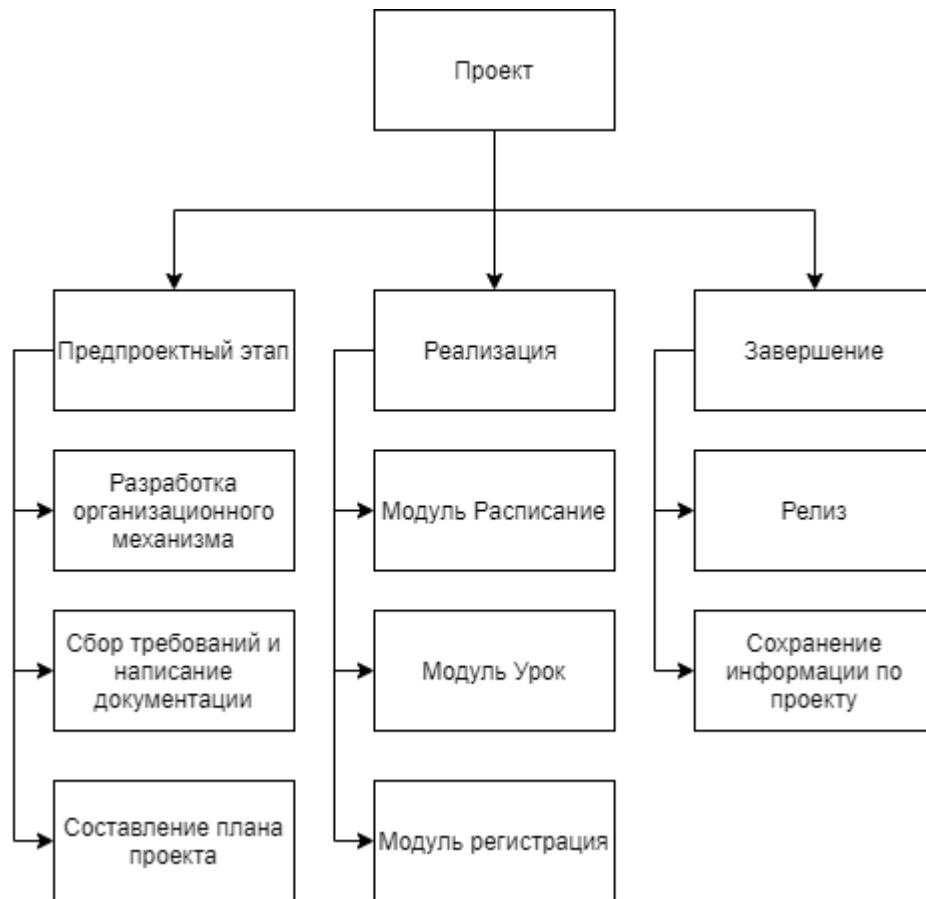 Проект
Предпроектный этап
Реализация
Завершение
Разработка
организационного
механизма
Модуль Расписание
Релиз
Сбор требований и
написание
документации
Модуль Урок
Сохранение
информации по
проекту
Составление плана
проекта
Модуль регистрация